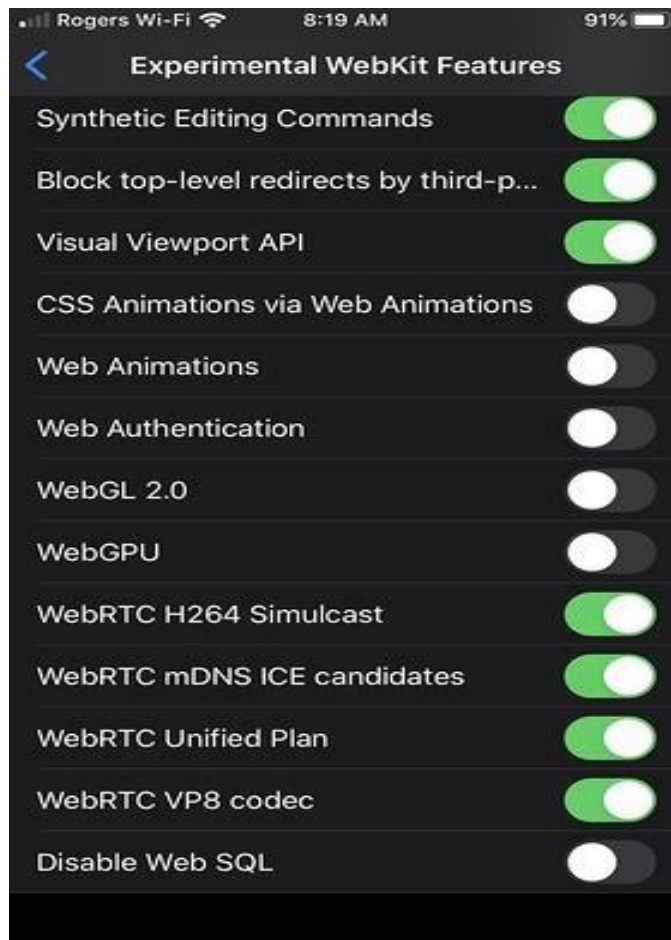 Rogers Wi-Fi 8:19 AM 91%
Experimental WebKit Features
Synthetic Editing Commands
Block top-level redirects by third-p...
Visual Viewport API
CSS Animations via Web Animations
Web Animations
Web Authentication
WebGL 2.0
WebGPU
WebRTC H264 Simulcast
WebRTC mDNS ICE candidates
WebRTC Unified Plan
WebRTC VP8 codec
Disable Web SQL